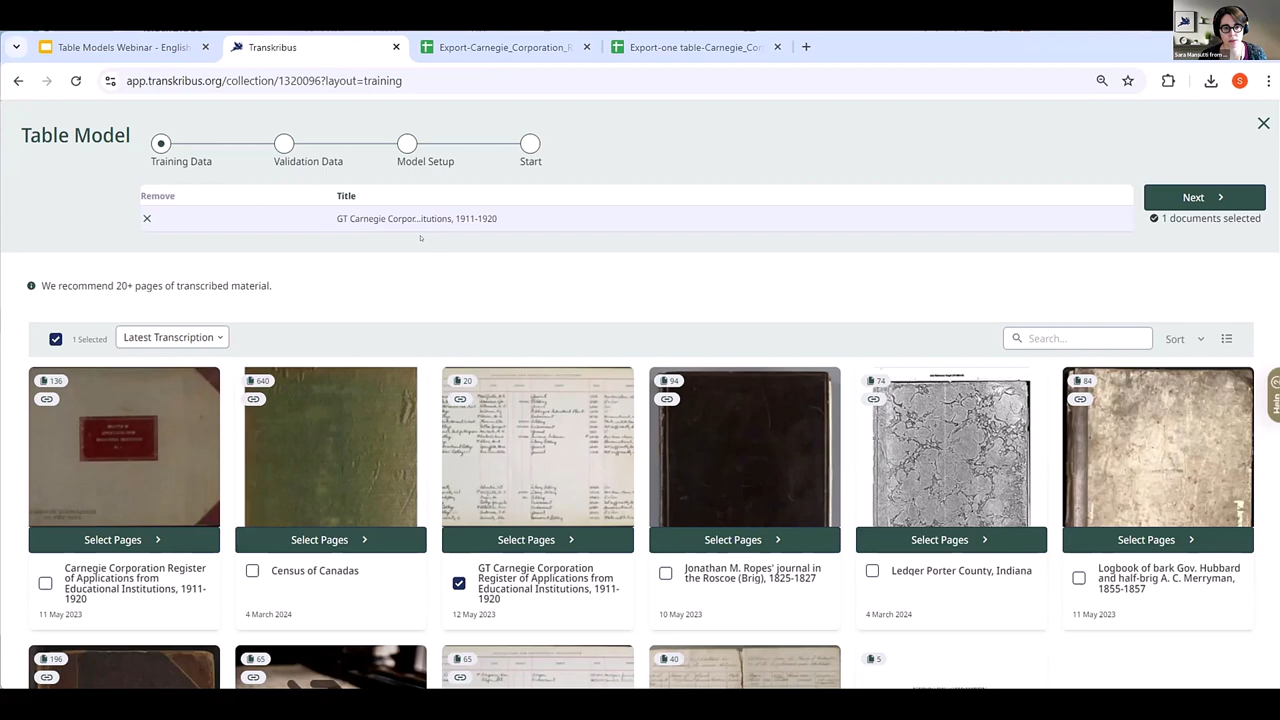 Table Models Webinar - English
Transkribus
Export-Carnegie_Corporation_R
Export-one table-Carnegie_Com
app.transkribus.org/collection/1320096?layout=training
S
Sara Mansutti from ...
Table Model
Training Data
Validation Data
Model Setup
Start
Remove
Title
GT Carnegie Corpor...itutions, 1911-1920
Next
1 documents selected
We recommend 20+ pages of transcribed material.
1 Selected
Latest Transcription
Search...
Sort
Help
136
640
20
94
74
84
Select Pages
Select Pages
Select Pages
Select Pages
Select Pages
Select Pages
Carnegie Corporation Register
of Applications from
Educational Institutions, 1911-
1920
11 May 2023
Census of Canadas
4 March 2024
GT Carnegie Corporation
Register of Applications from
Educational Institutions, 1911-
1920
12 May 2023
Jonathan M. Ropes' journal in
the Roscoe (Brig), 1825-1827
10 May 2023
Ledger Porter County, Indiana
4 March 2024
Logbook of bark Gov. Hubbard
and half-brig A. C. Merryman,
1855-1857
11 May 2023
196
65
65
40
5